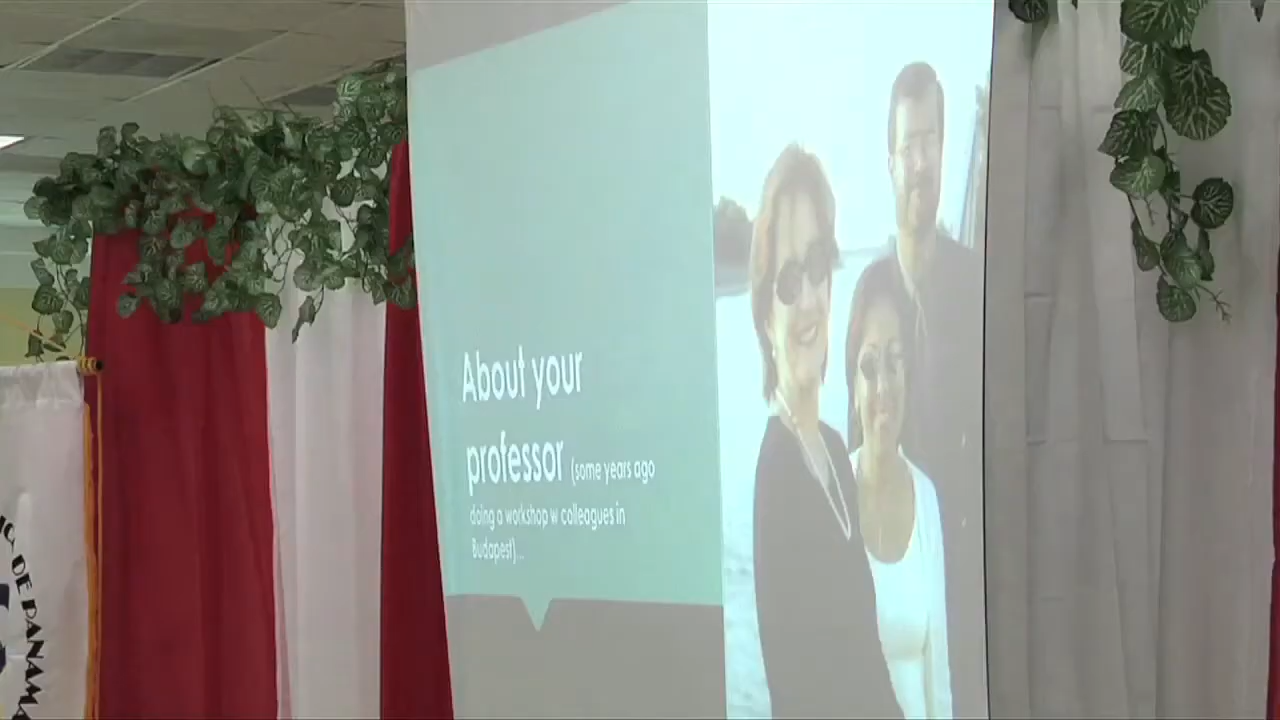 About your
professor (some years ago
doing a workshop w colleagues in
Budapest)...
DE PANAMA